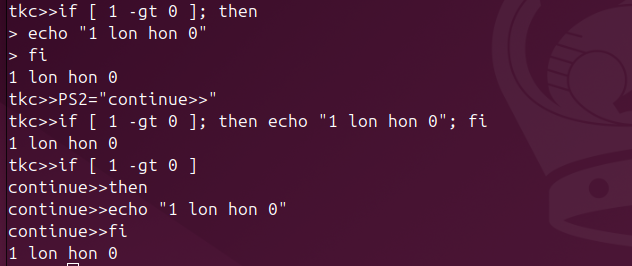 tkc>>if [ 1 -gt 0 ]; then
> echo "1 lon hon 0"
> fi
1 lon hon 0
tkc>>PS2="continue>>"
tkc>>if [ 1 -gt 0 ]; then echo "1 lon hon 0"; fi
1 lon hon 0
tkc>>if [ 1 -gt 0 ]
continue>>then
continue>>echo "1 lon hon 0"
continue>>fi
1 lon hon 0